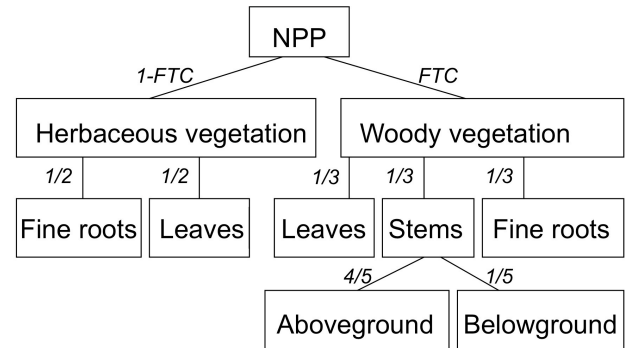 NPP
1-FTC FTC
Herbaceous vegetation Woody vegetation
1/2 1/2 1/3 1/3 1/3
Fine roots Leaves Leaves Stems Fine roots
4/5 1/5
Aboveground Belowground